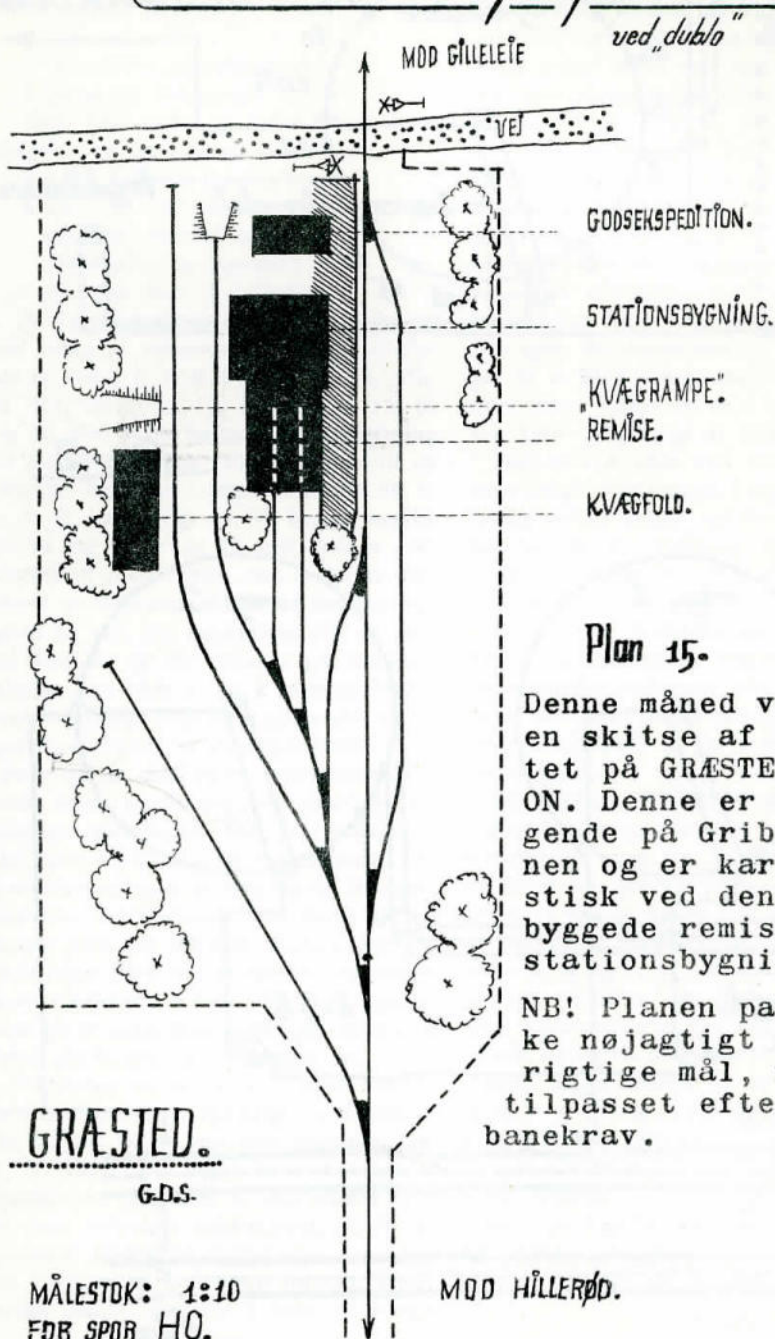 ved „dublo"
MOD GILLELEIE
VEJ
GODSEKSPEDITION.
STATIONSBYGNING.
„KVÆGRAMPE".
REMISE.
KVÆGFOLD.
Plan 15.
Denne måned v
en skitse af
tet på GRÆSTE
ON. Denne er
gende på Grib
nen og er kar
stisk ved den
byggede remis
stationsbygni
NB! Planen pa
ke nøjagtigt
rigtige mål,
tilpasset efte
banekrav.
GRÆSTED.
G.D.S.
MÅLESTOK: 1:10
FOR SPOR HO.
MOD HILLERØD.